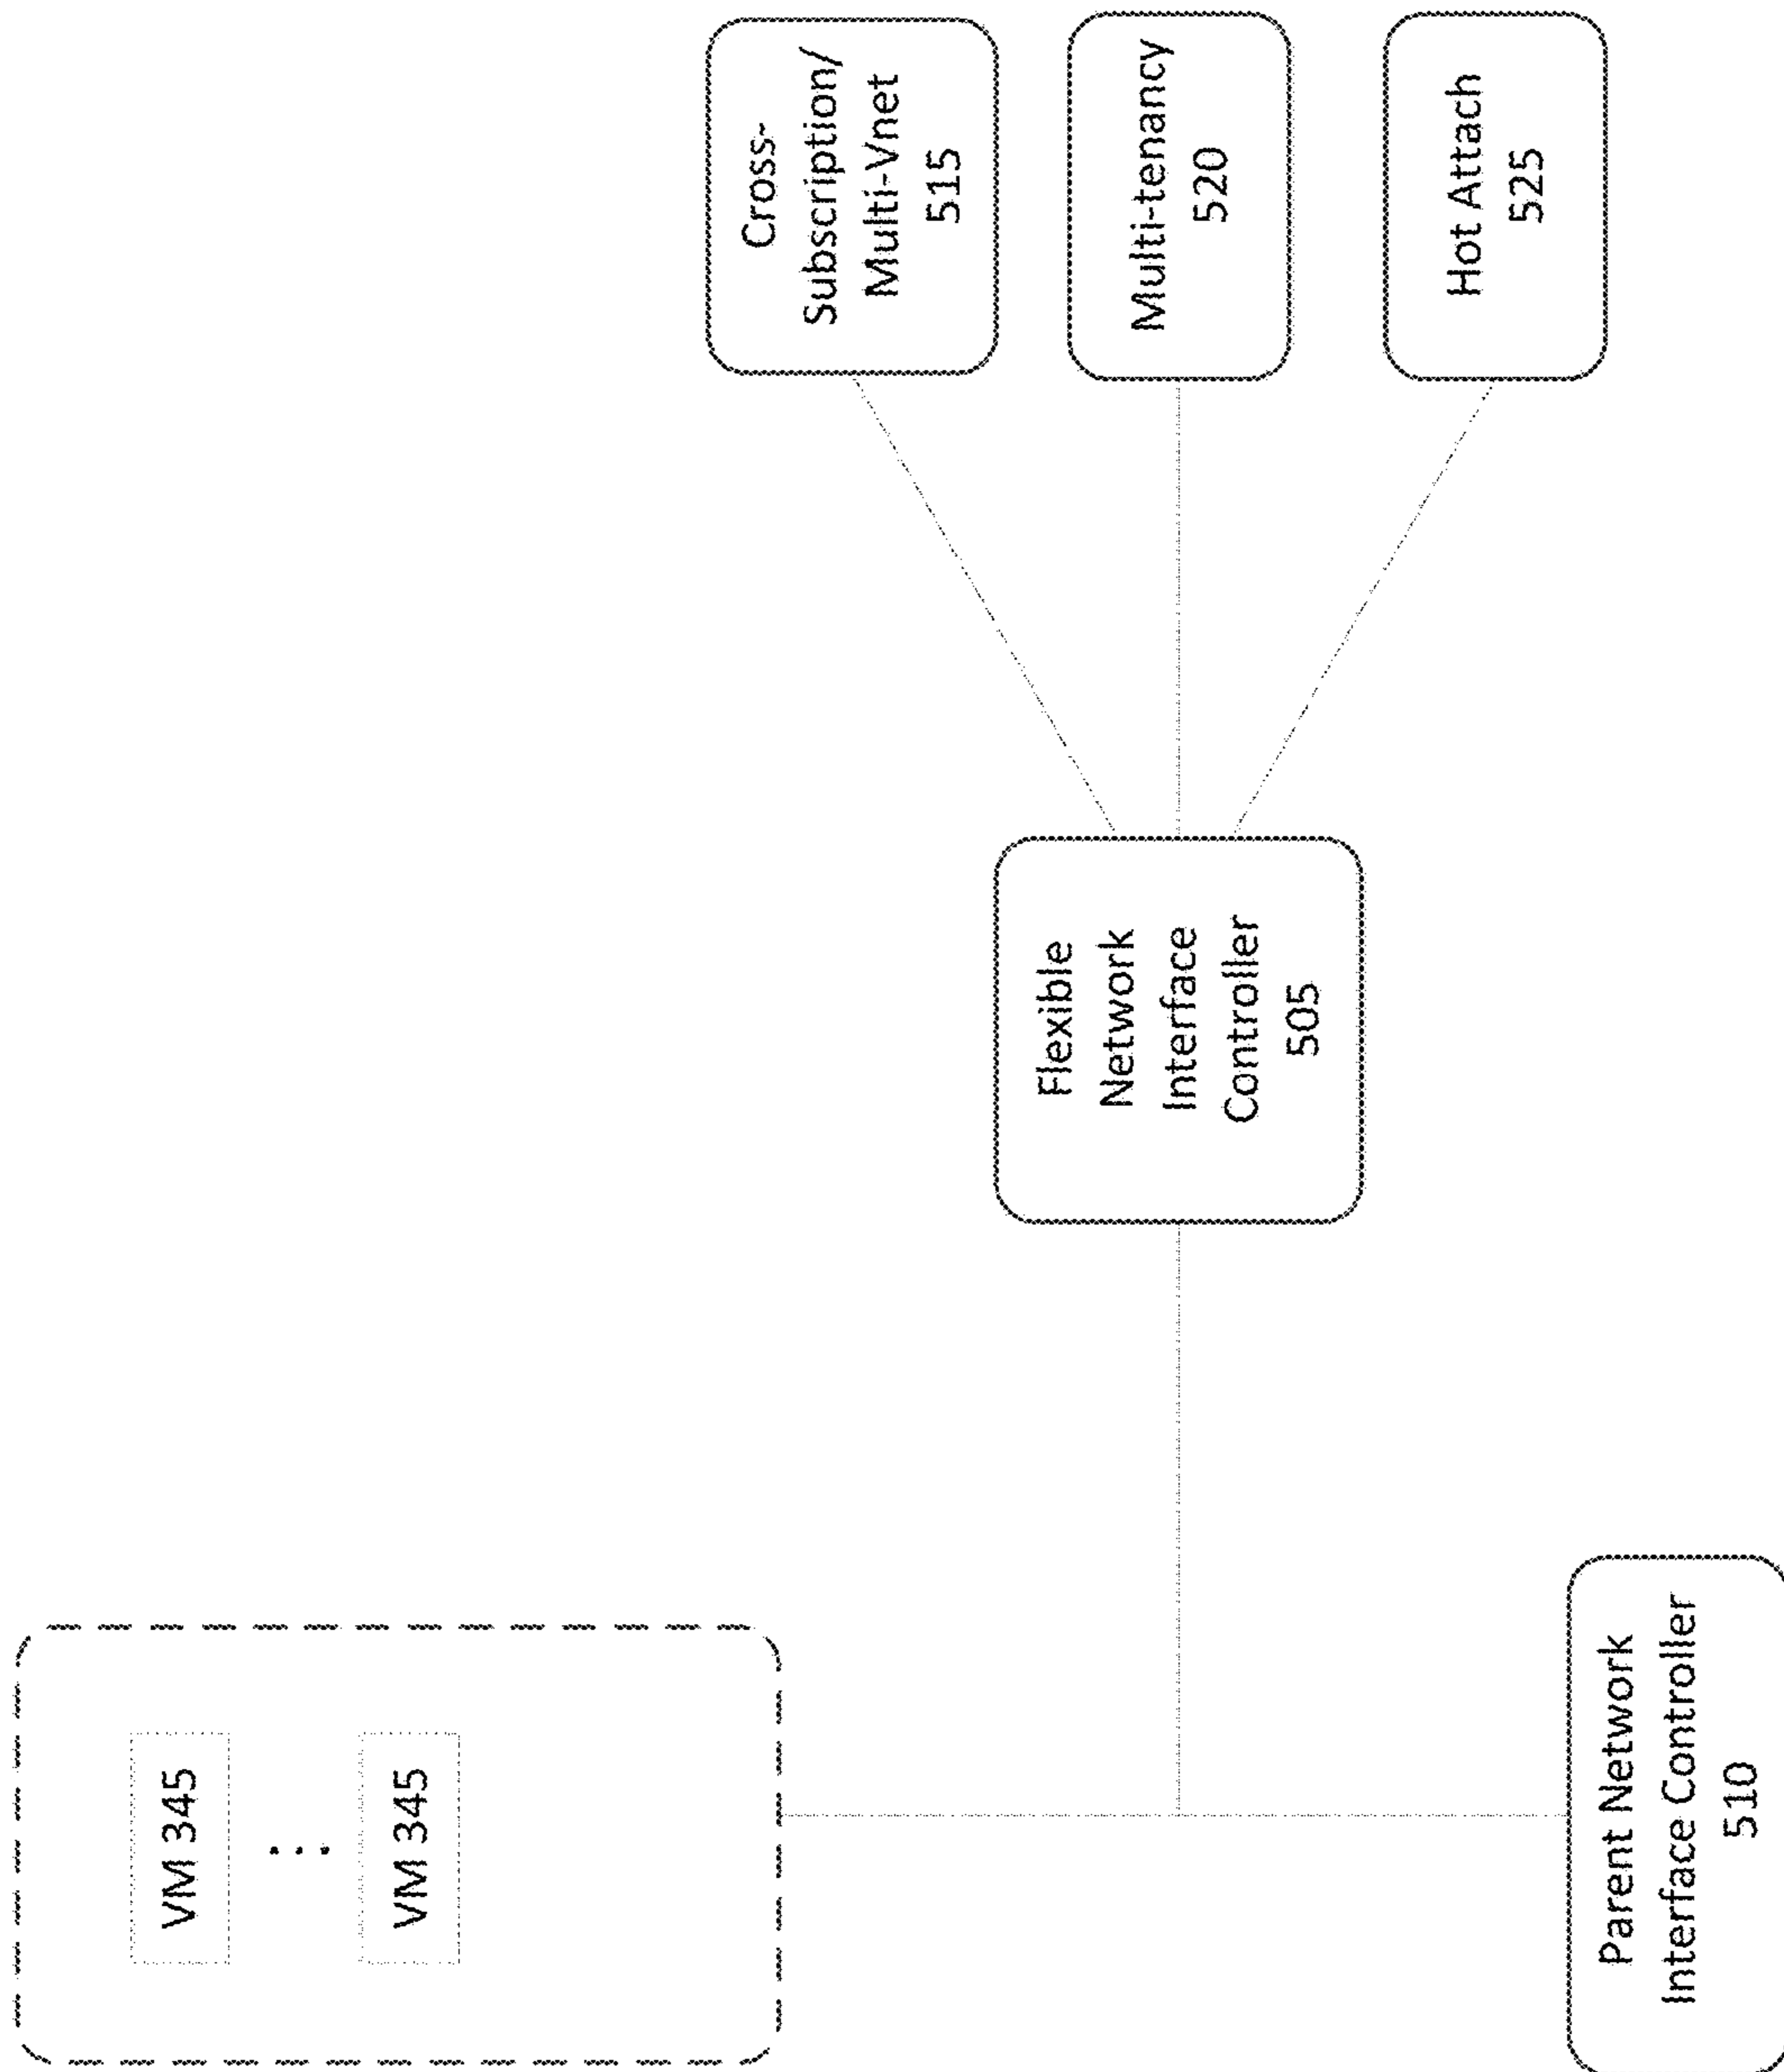 VM 345
...
VM 345
Parent Network
Interface Controller
510
Flexible
Network
Interface
Controller
505
Cross-
Subscription/
Multi-Vnet
515
Multi-tenancy
520
Hot Attach
525